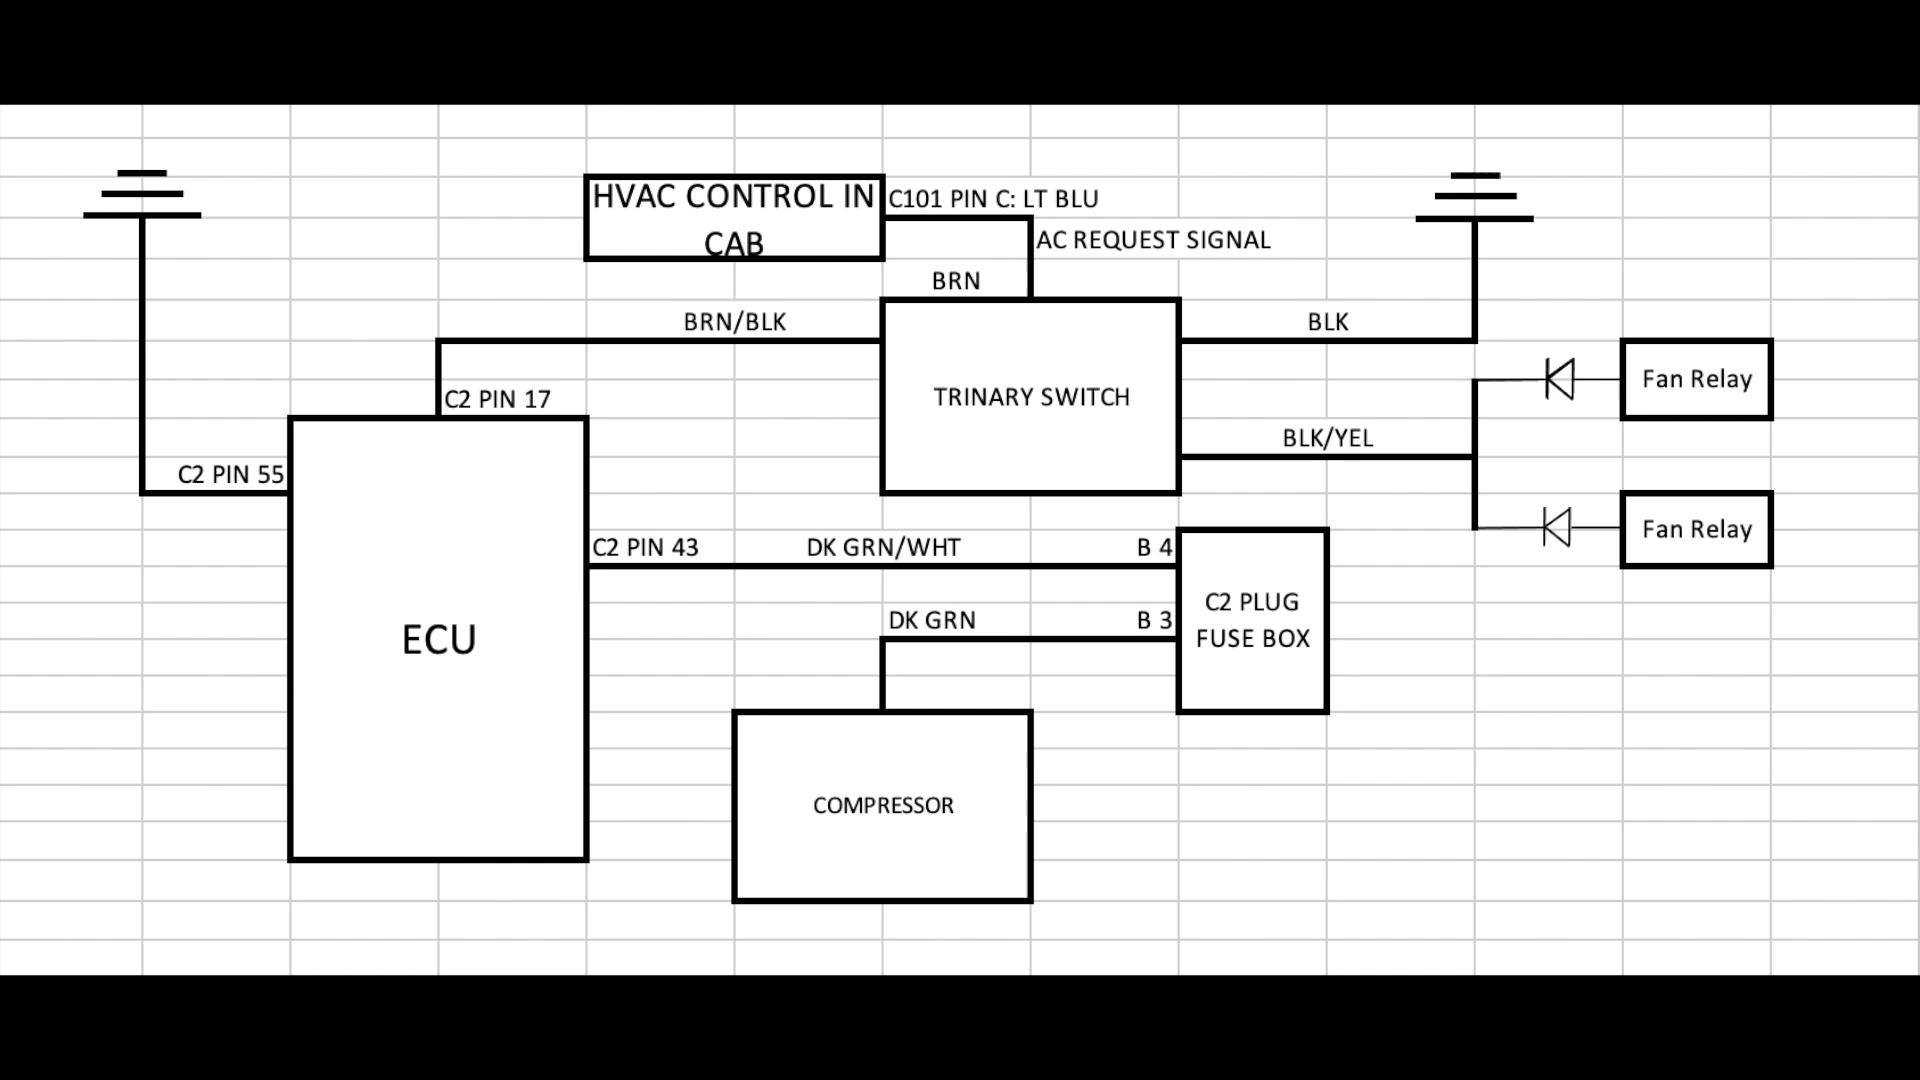 HVAC CONTROL IN
CAB
C101 PIN C: LT BLU
AC REQUEST SIGNAL
BRN
BRN/BLK
BLK
C2 PIN 17
TRINARY SWITCH
Fan Relay
BLK/YEL
C2 PIN 55
Fan Relay
C2 PIN 43
DK GRN/WHT
B 4
C2 PLUG
FUSE BOX
DK GRN
B 3
ECU
COMPRESSOR